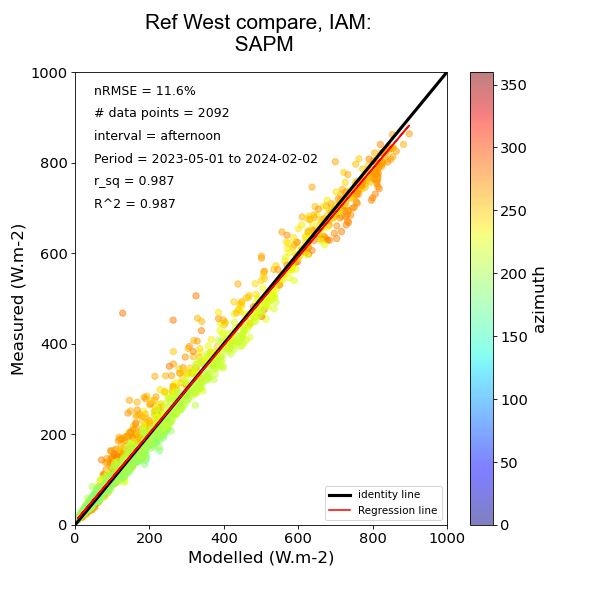 Ref West compare, IAM:
SAPM
nRMSE = 11.6%
# data points = 2092
interval = afternoon
Period = 2023-05-01 to 2024-02-02
r_sq = 0.987
R^2 = 0.987
1000
800
600
400
200
0
Measured (W.m-2)
0 200 400 600 800 1000
Modelled (W.m-2)
identity line
Regression line
350
300
250
200
150
100
50
0
azimuth